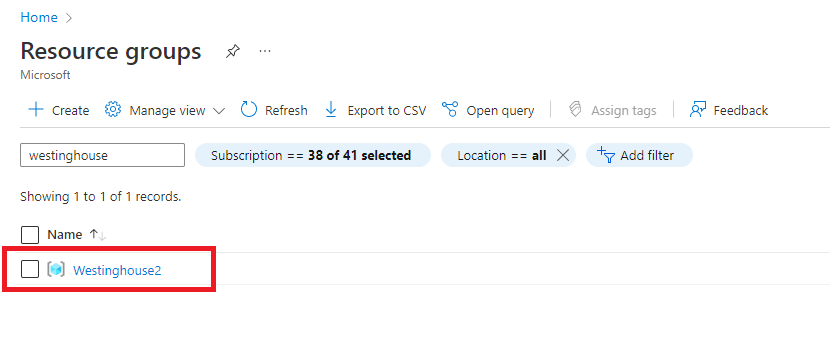 Home
Resource groups
Microsoft
Create Manage view Refresh Export to CSV Open query Assign tags Feedback
westinghouse Subscription == 38 of 41 selected Location == all Add filter
Showing 1 to 1 of 1 records.
Name
Westinghouse2